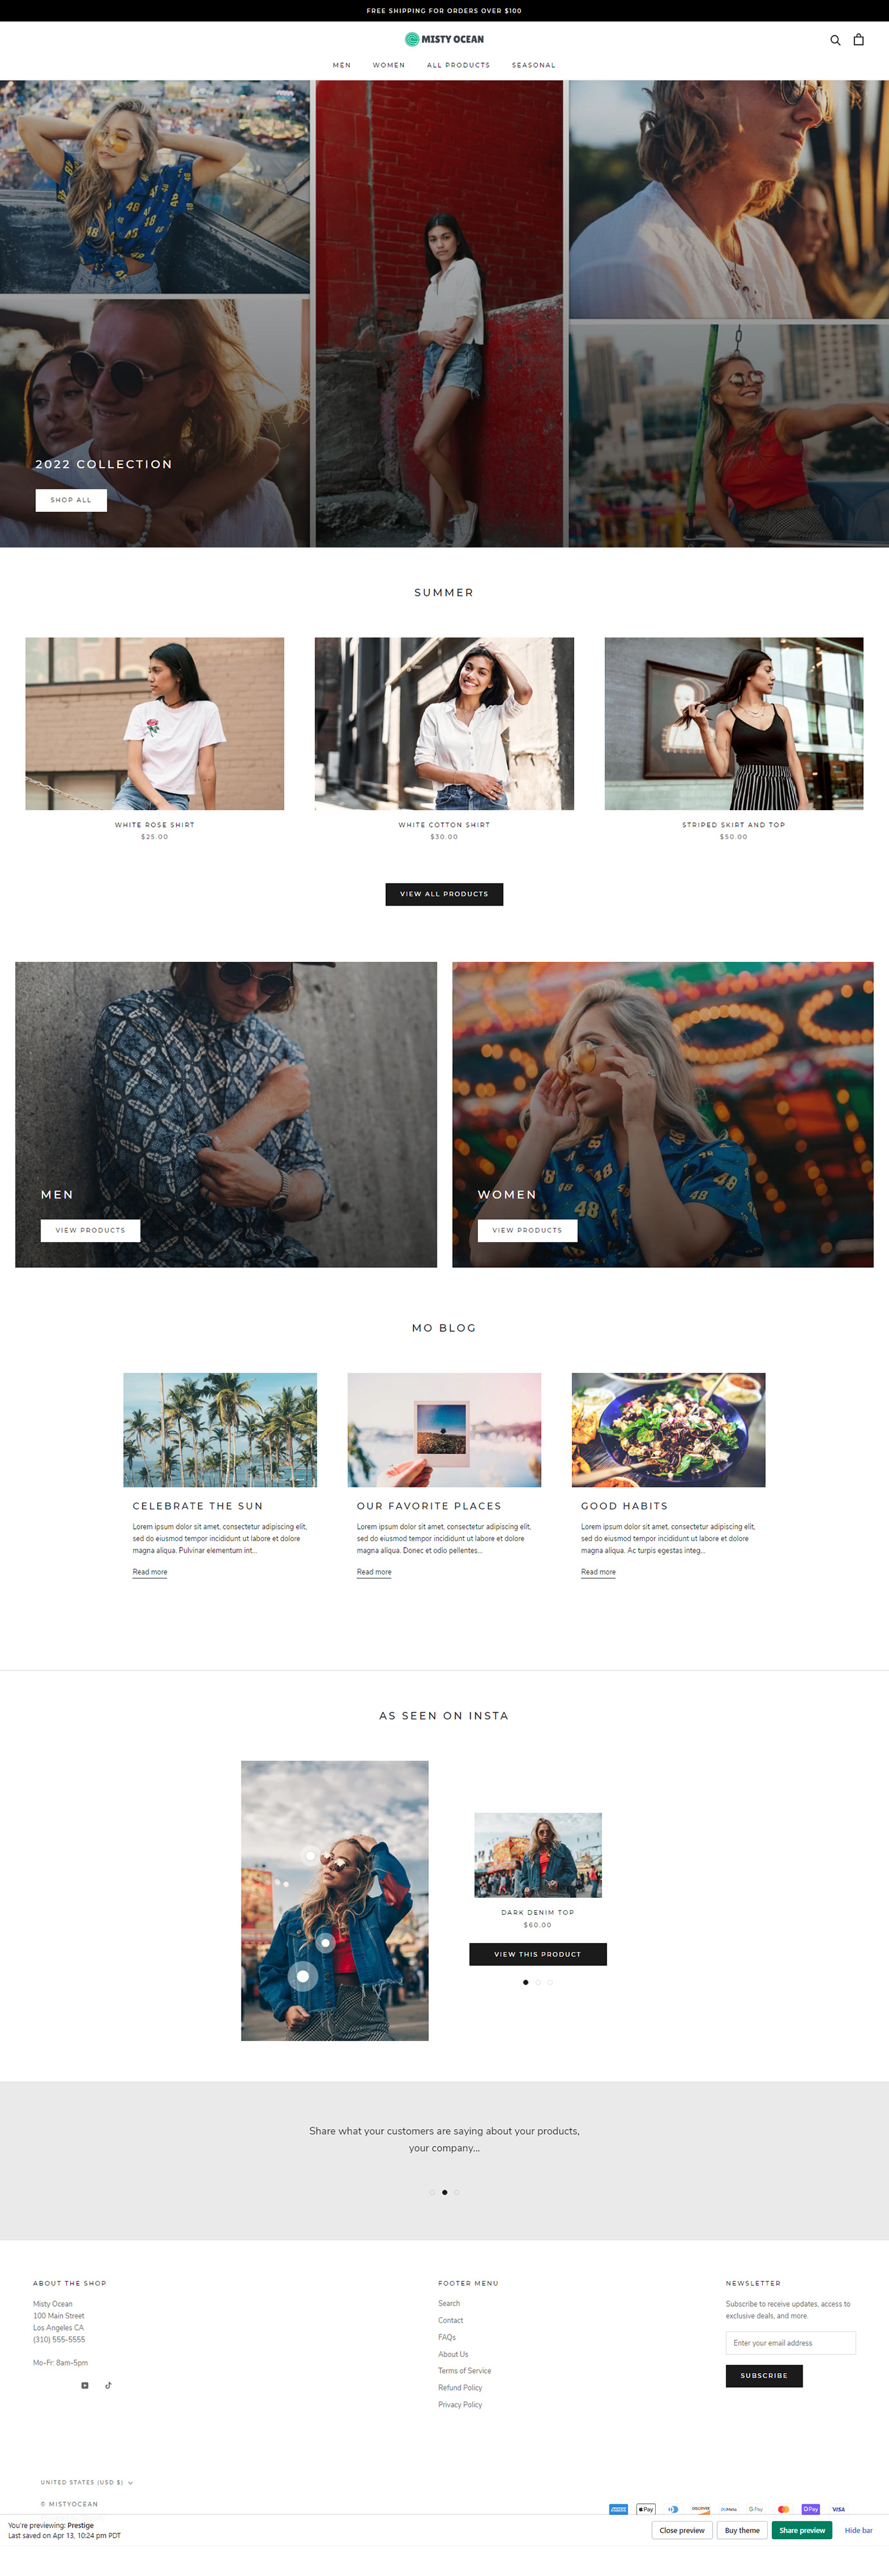 FREE SHIPPING FOR ORDERS OVER $100
MISTY OCEAN
MEN WOMEN ALL PRODUCTS SEASONAL
2022 COLLECTION
SHOP ALL
SUMMER
WHITE ROSE SHIRT
$25.00
WHITE COTTON SHIRT
$30.00
STRIPED SKIRT AND TOP
$50.00
VIEW ALL PRODUCTS
MEN
VIEW PRODUCTS
WOMEN
VIEW PRODUCTS
MO BLOG
CELEBRATE THE SUN
Lorem ipsum dolor sit amet, consectetur adipiscing elit,
sed do eiusmod tempor incididunt ut labore et dolore
magna aliqua. Pulvinar elementum int...
Read more
OUR FAVORITE PLACES
Lorem ipsum dolor sit amet, consectetur adipiscing elit,
sed do eiusmod tempor incididunt ut labore et dolore
magna aliqua. Donec et odio pellentes...
Read more
GOOD HABITS
Lorem ipsum dolor sit amet, consectetur adipiscing elit,
sed do eiusmod tempor incididunt ut labore et dolore
magna aliqua. Ac turpis egestas integ...
Read more
AS SEEN ON INSTA
DARK DENIM TOP
$60.00
VIEW THIS PRODUCT
Share what your customers are saying about your products,
your company...
ABOUT THE SHOP
Misty Ocean
100 Main Street
Los Angeles CA
(310) 555-5555
Mo-Fr: 8am-5pm
FOOTER MENU
Search
Contact
FAQs
About Us
Terms of Service
Refund Policy
Privacy Policy
NEWSLETTER
Subscribe to receive updates, access to
exclusive deals, and more.
Enter your email address
SUBSCRIBE
UNITED STATES (USD $)
© MISTYOCEAN
Pay DISCOVER Meta G Pay Pay VISA
You're previewing: Prestige
Last saved on Apr 13, 10:24 pm PDT
Close preview Buy theme Share preview Hide bar